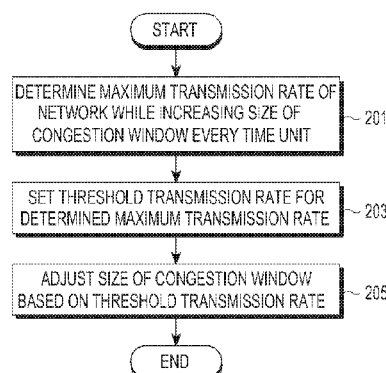 START
DETERMINE MAXIMUM TRANSMISSION RATE OF
NETWORK WHILE INCREASING SIZE OF
CONGESTION WINDOW EVERY TIME UNIT
201
SET THRESHOLD TRANSMISSION RATE FOR
DETERMINED MAXIMUM TRANSMISSION RATE
203
ADJUST SIZE OF CONGESTION WINDOW
BASED ON THRESHOLD TRANSMISSION RATE
205
END